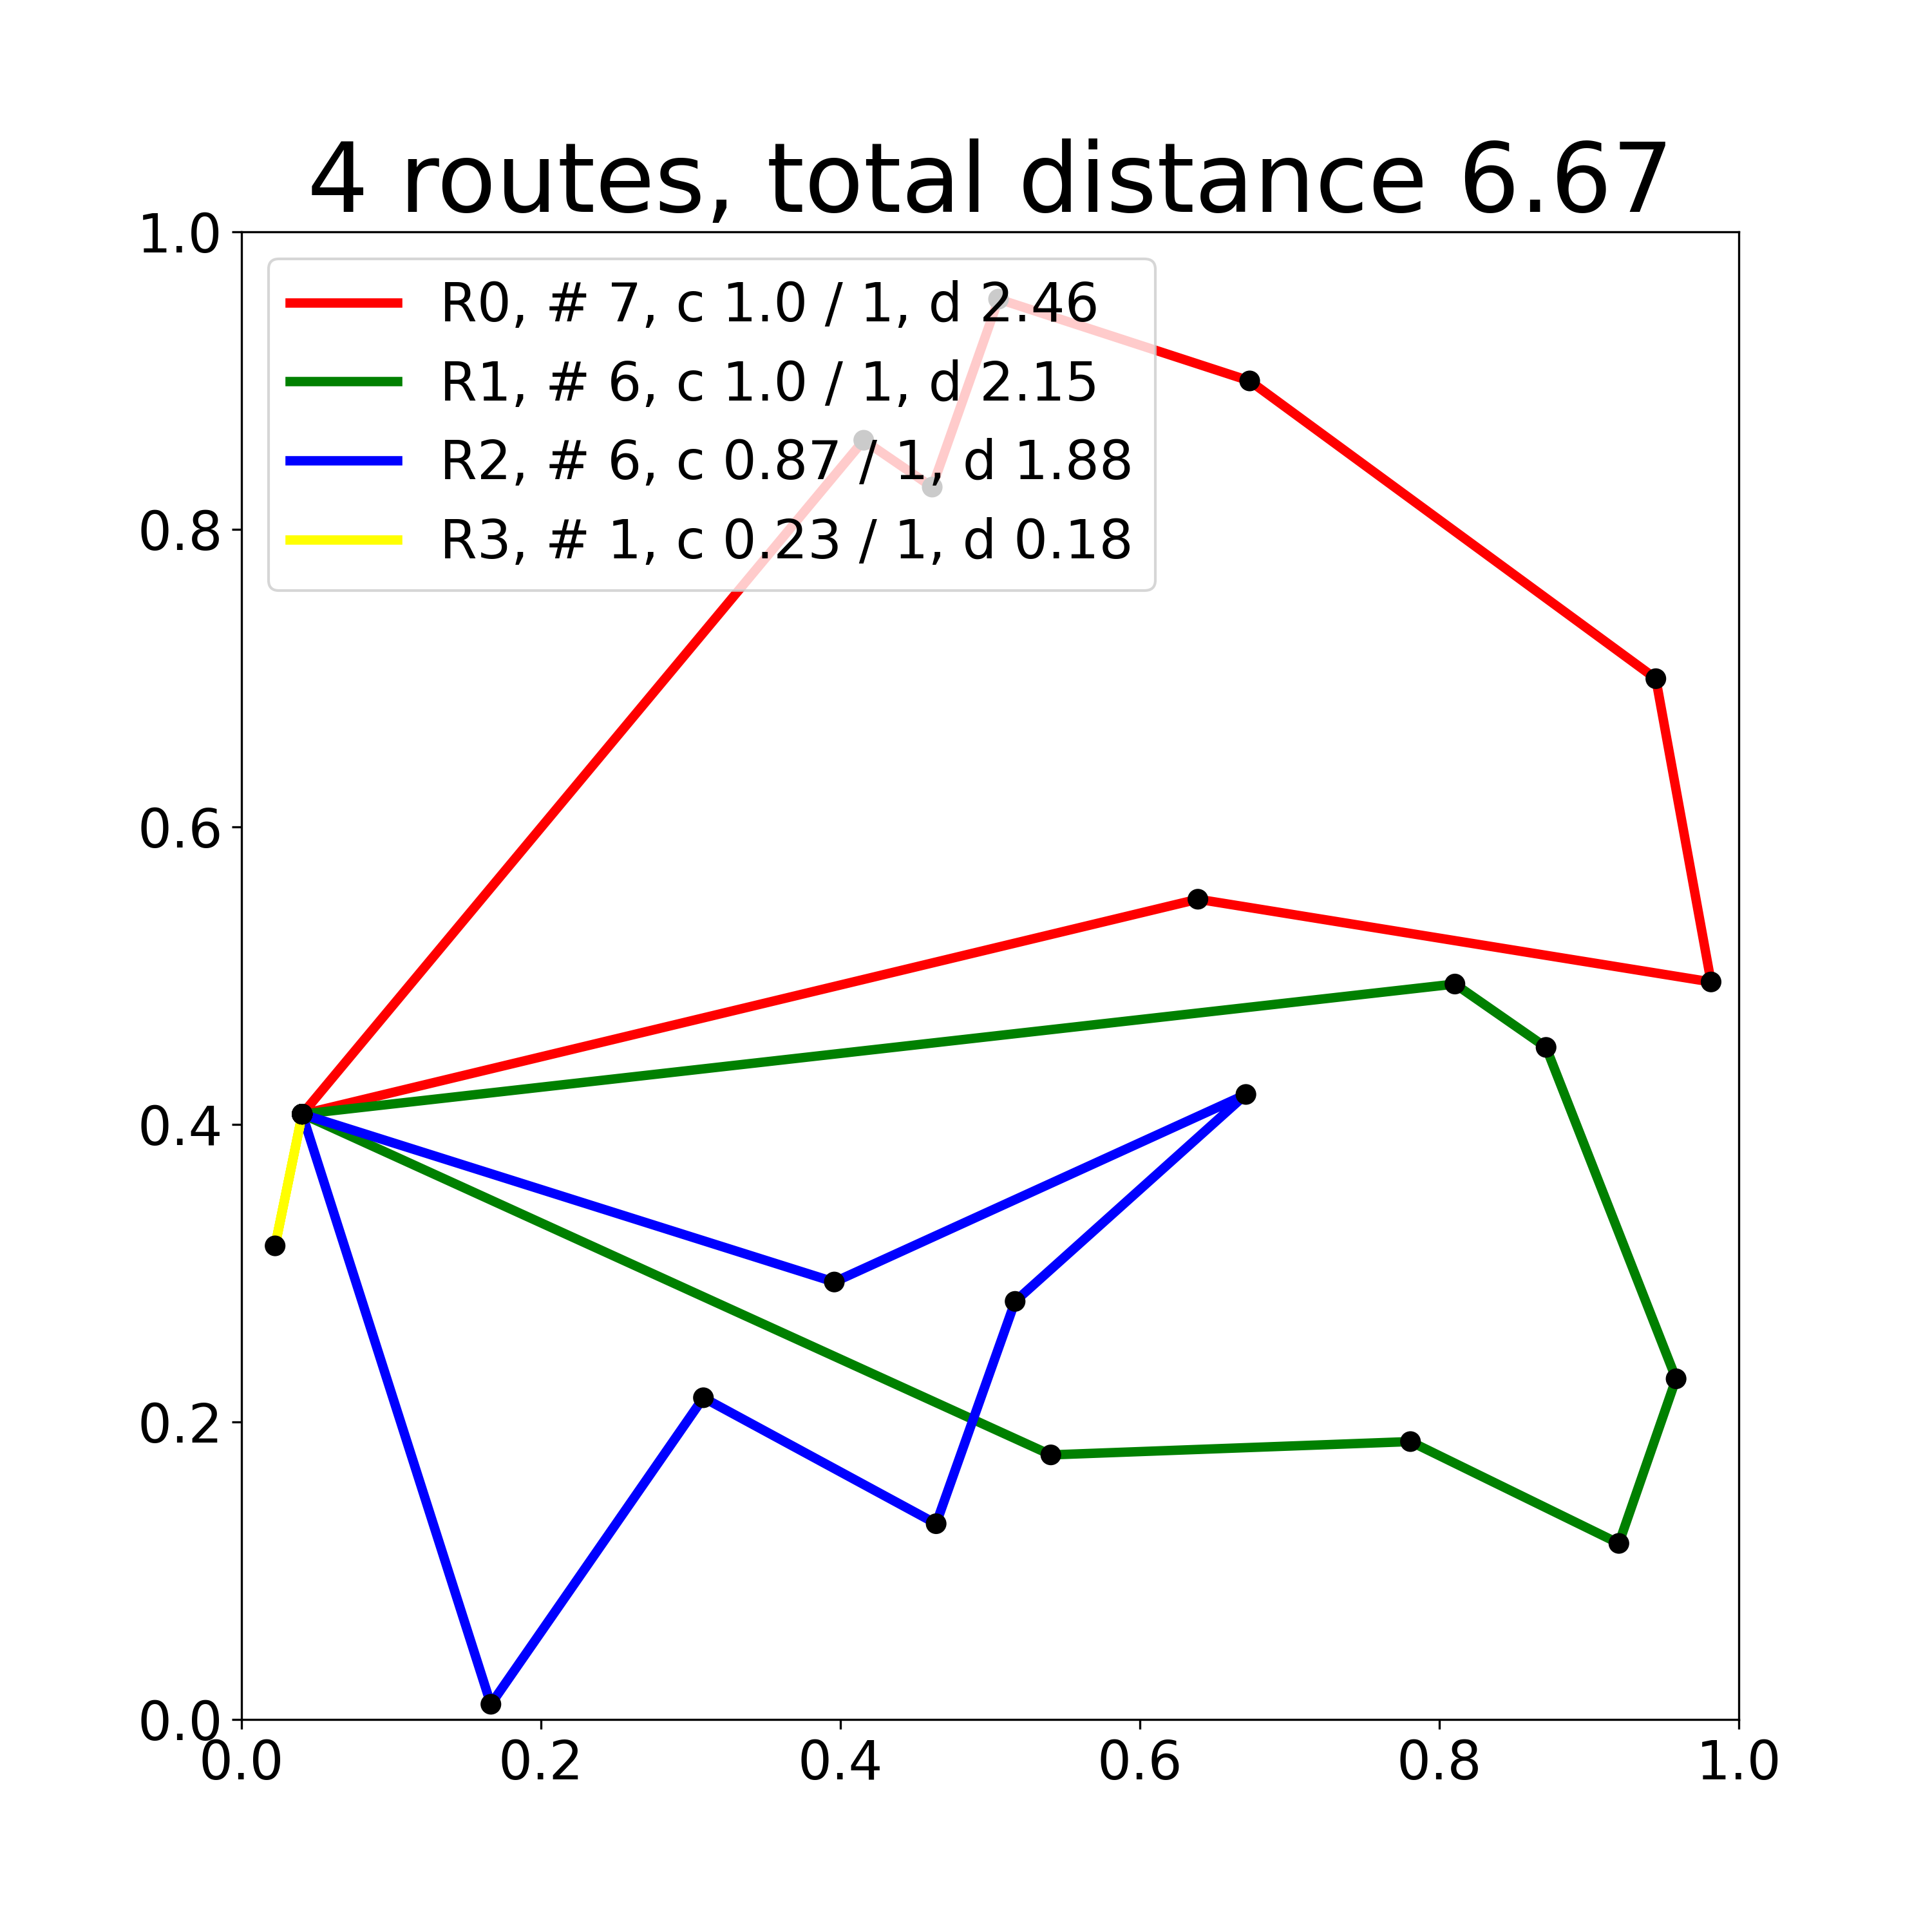 4 routes, total distance 6.67
1.0
R0, # 7, c 1.0 / 1, d 2.46
R1, # 6, c 1.0 / 1, d 2.15
R2, # 6, c 0.87 / 1, d 1.88
R3, # 1, c 0.23 / 1, d 0.18
0.8
0.6
0.4
0.2
0.0
0.0 0.2 0.4 0.6 0.8 1.0